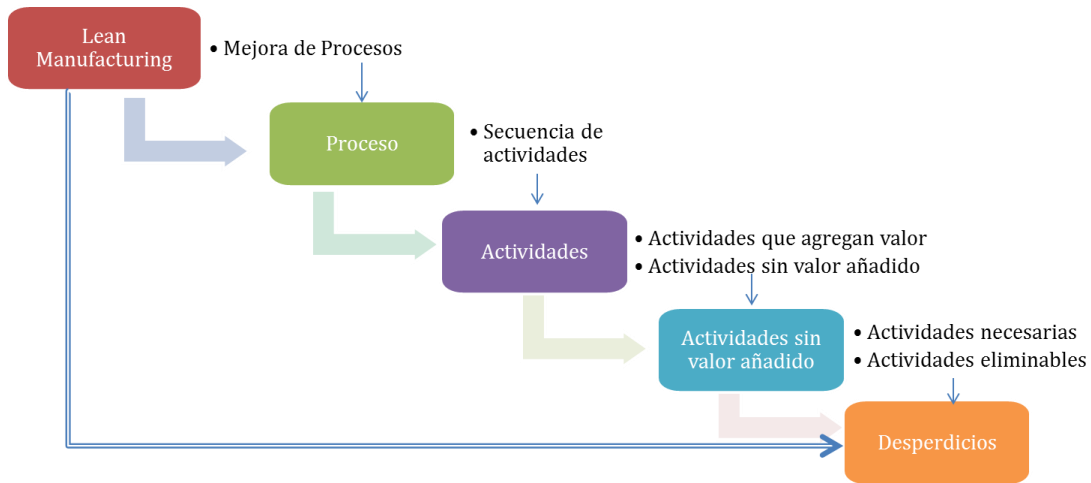 Lean
Manufacturing
• Mejora de Procesos
Proceso
• Secuencia de
actividades
Actividades
• Actividades que agregan valor
• Actividades sin valor añadido
Actividades sin
valor añadido
• Actividades necesarias
• Actividades eliminables
Desperdicios